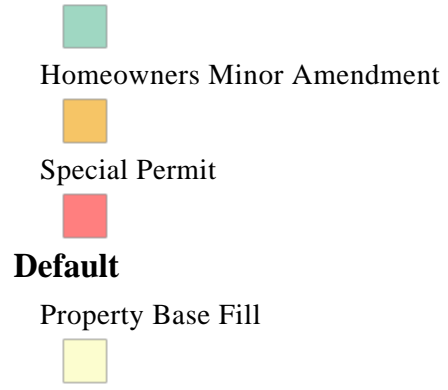 Homeowners Minor Amendment
Special Permit
Default
Property Base Fill